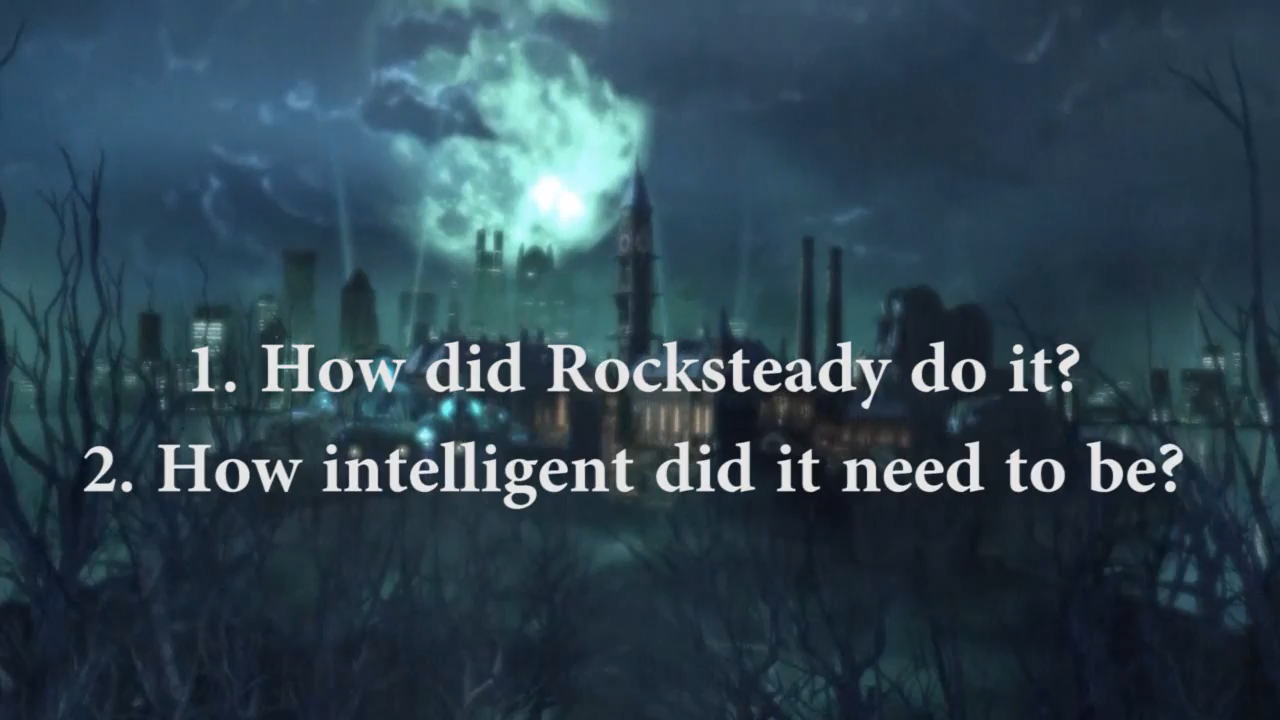 1. How did Rocksteady do it?
2. How intelligent did it need to be?